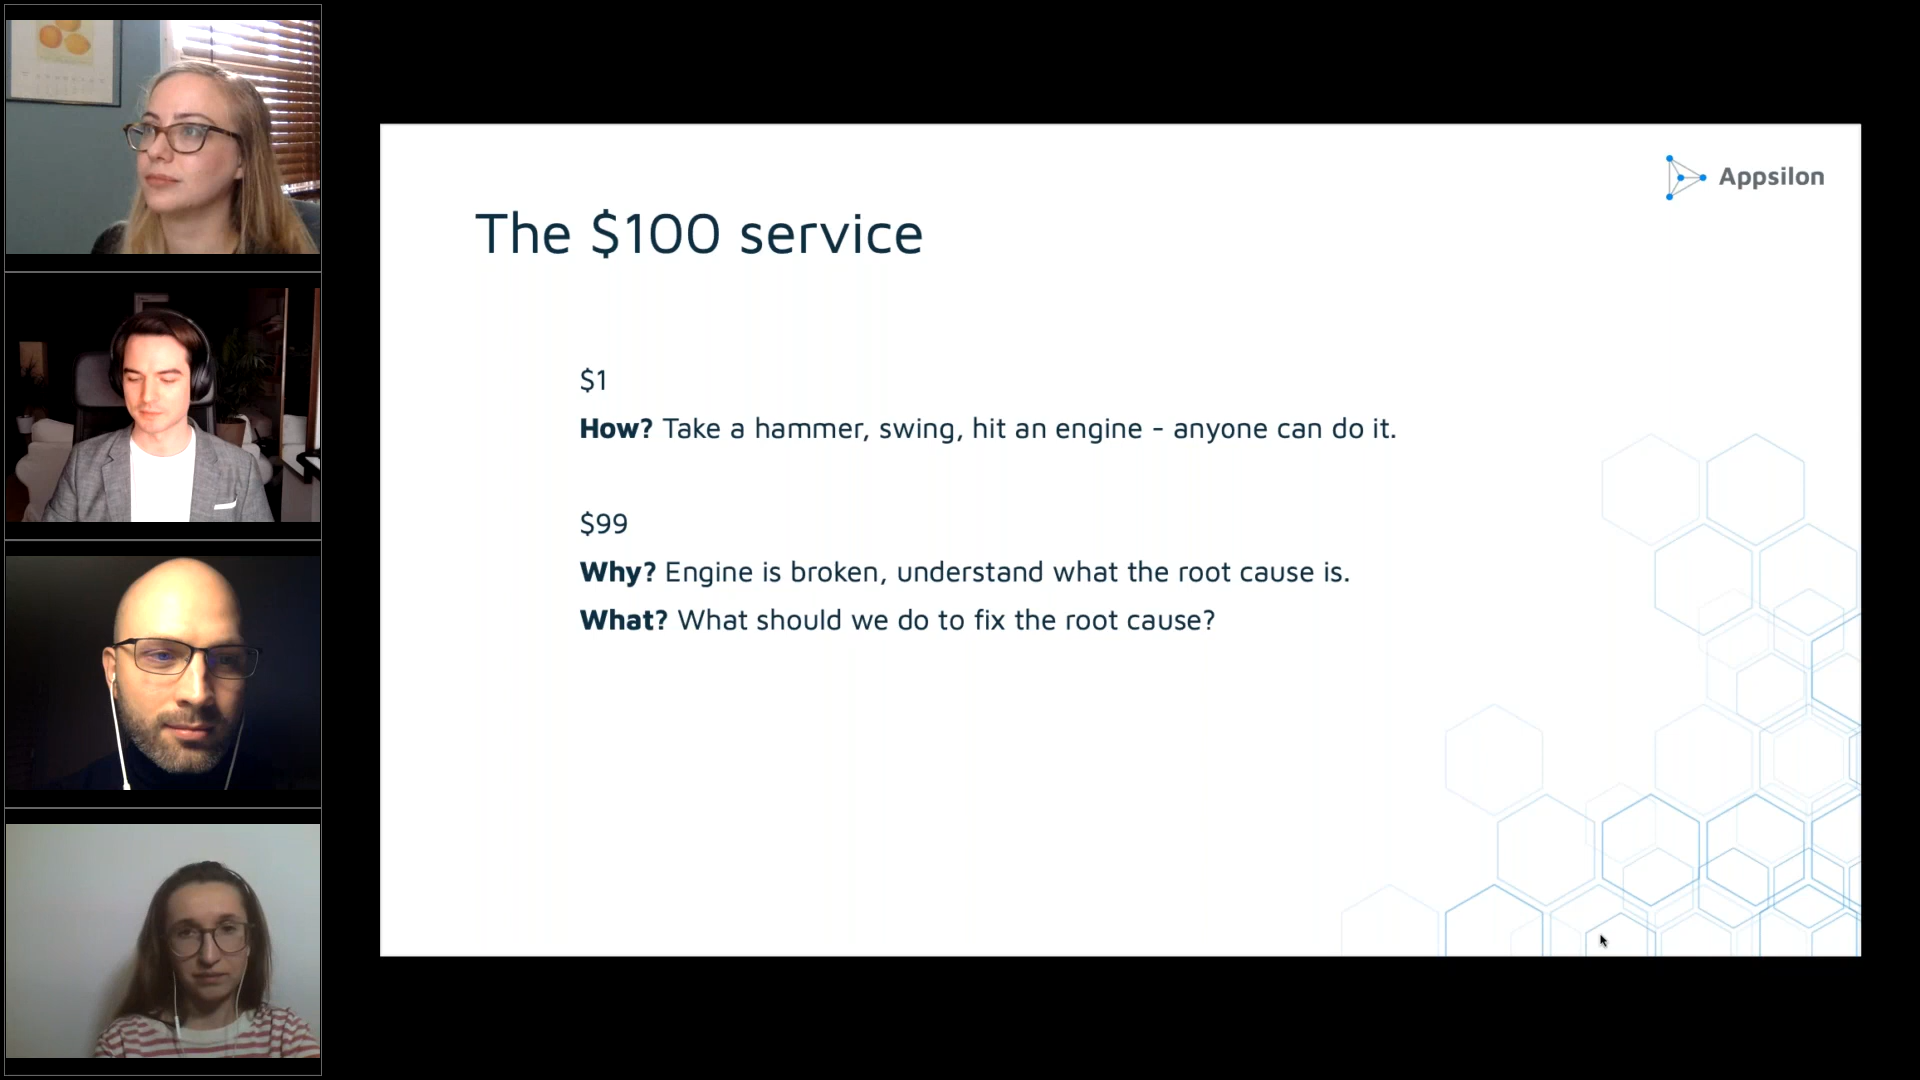 Appsilon
The $100 service
$1
How? Take a hammer, swing, hit an engine - anyone can do it.
$99
Why? Engine is broken, understand what the root cause is.
What? What should we do to fix the root cause?